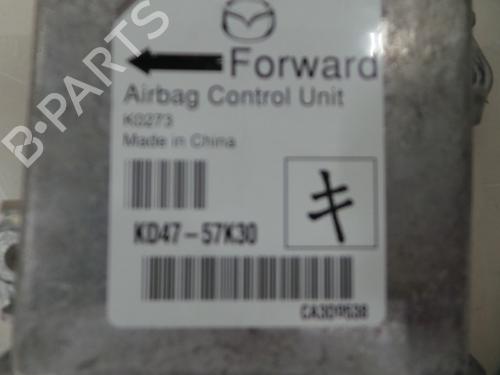 B-PARTS
Forward
Airbag Control Unit
K0273
Made in China
KD47-57K30
キ